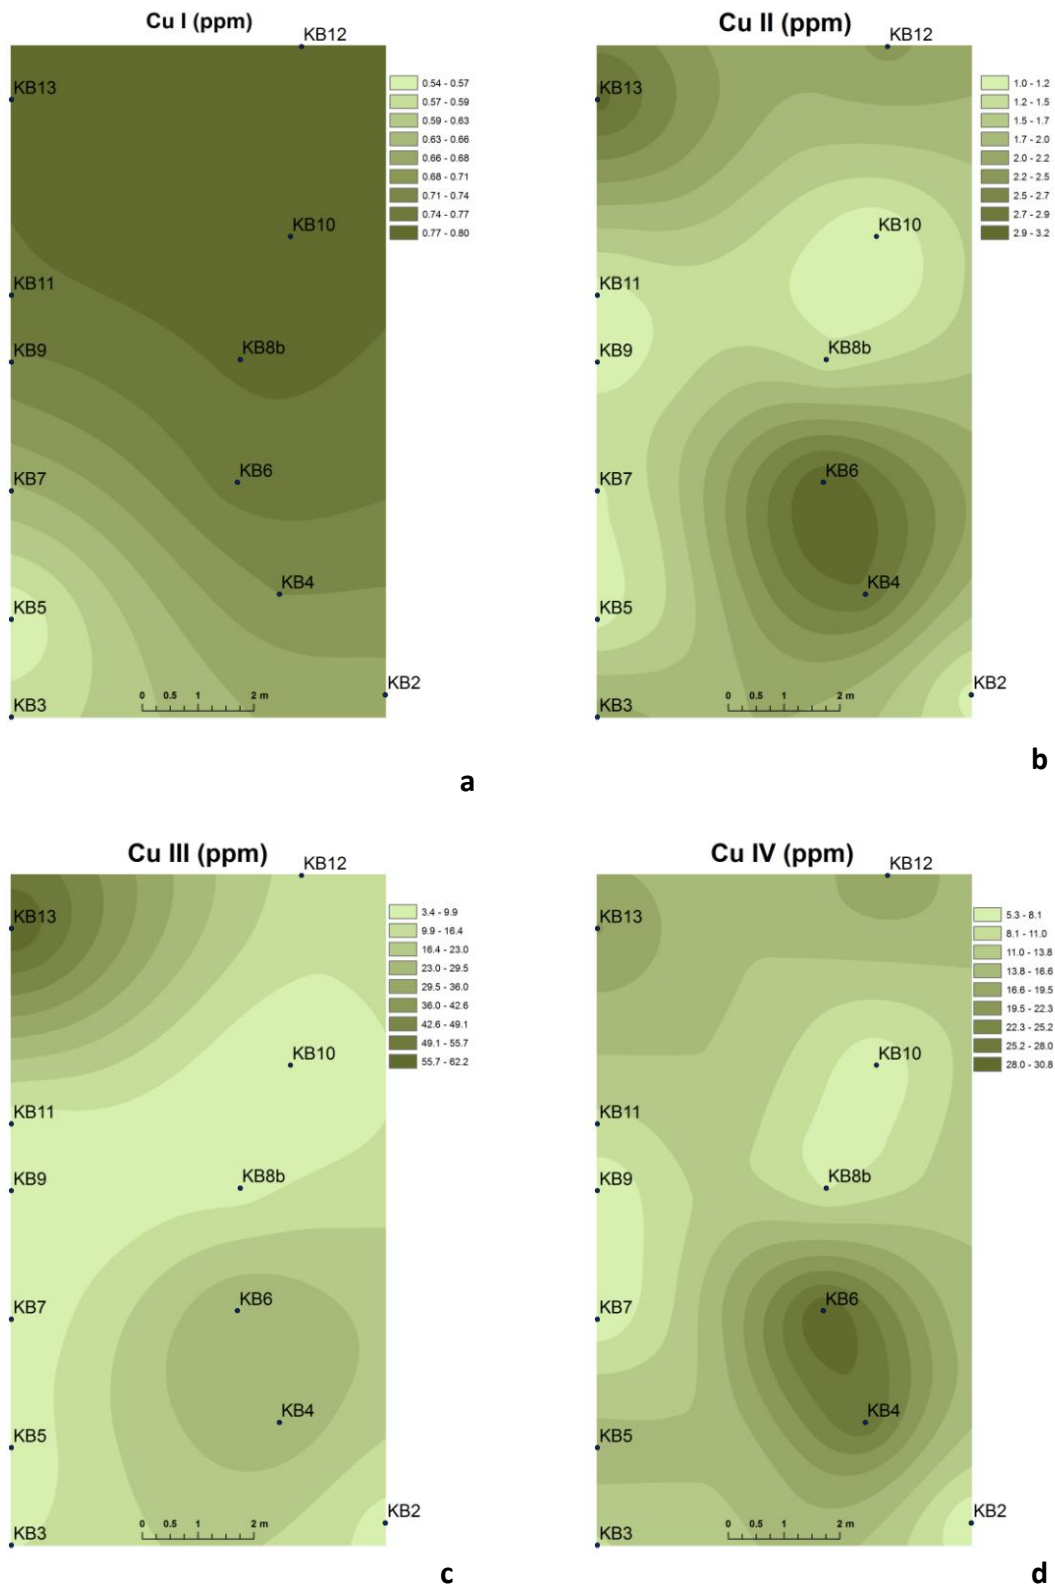 Cu I (ppm)
KB12
KB13
0.54 - 0.57
0.57 - 0.59
0.59 - 0.63
0.63 - 0.66
0.66 - 0.68
0.68 - 0.71
0.71 - 0.74
0.74 - 0.77
0.77 - 0.80
KB10
KB11
KB9
KB8b
KB7
KB6
KB4
KB5
KB2
KB3
0 0.5 1 2 m
a
Cu II (ppm)
KB12
KB13
1.0 - 1.2
1.2 - 1.5
1.5 - 1.7
1.7 - 2.0
2.0 - 2.2
2.2 - 2.5
2.5 - 2.7
2.7 - 2.9
2.9 - 3.2
KB10
KB11
KB9
KB8b
KB7
KB6
KB4
KB5
KB2
KB3
0 0.5 1 2 m
b
Cu III (ppm)
KB12
KB13
3.4 - 9.9
9.9 - 16.4
16.4 - 23.0
23.0 - 29.5
29.5 - 36.0
36.0 - 42.6
42.6 - 49.1
49.1 - 55.7
55.7 - 62.2
KB10
KB11
KB9
KB8b
KB7
KB6
KB4
KB5
KB2
KB3
0 0.5 1 2 m
c
Cu IV (ppm)
KB12
KB13
5.3 - 8.1
8.1 - 11.0
11.0 - 13.8
13.8 - 16.6
16.6 - 19.5
19.5 - 22.3
22.3 - 25.2
25.2 - 28.0
28.0 - 30.8
KB10
KB11
KB9
KB8b
KB7
KB6
KB4
KB5
KB2
KB3
0 0.5 1 2 m
d